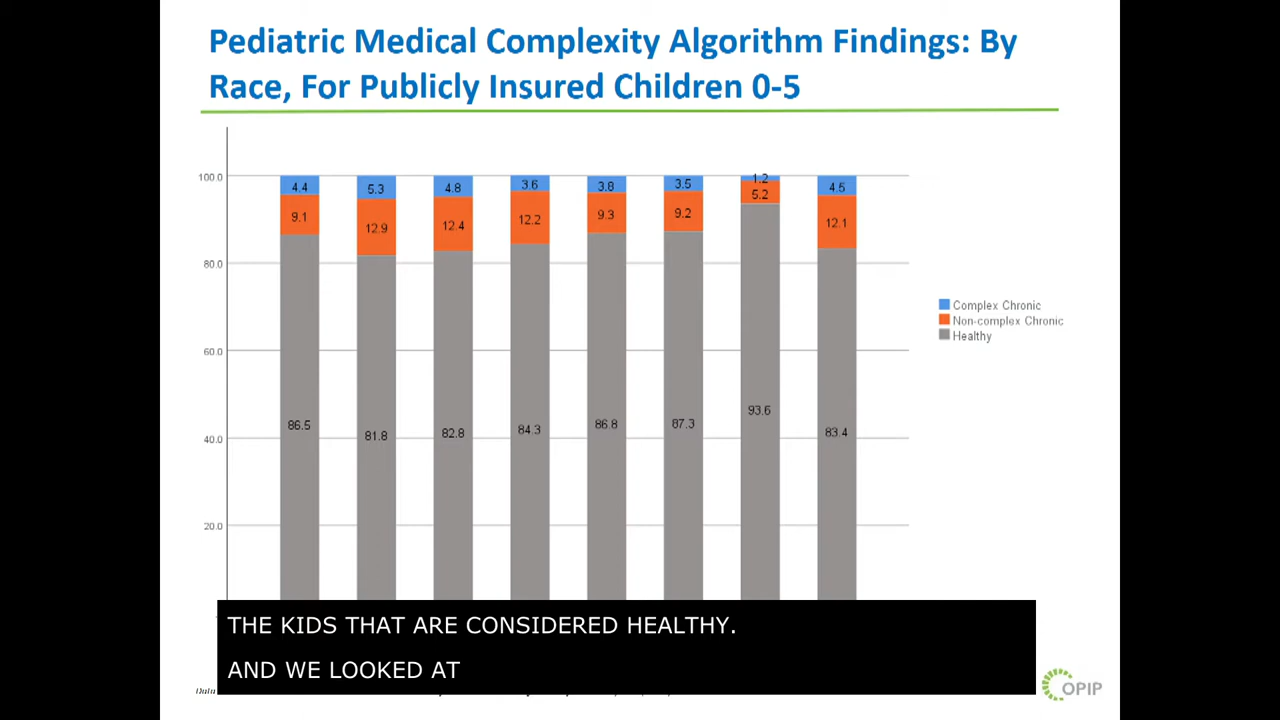 Pediatric Medical Complexity Algorithm Findings: By
Race, For Publicly Insured Children 0-5
100.0
80.0
60.0
40.0
20.0
4.4 5.3 4.8 3.6 3.8 3.5 1.2 4.5
9.1 12.9 12.4 12.2 9.3 9.2 5.2 12.1
86.5 81.8 82.8 84.3 86.8 87.3 93.6 83.4
Complex Chronic
Non-complex Chronic
Healthy
THE KIDS THAT ARE CONSIDERED HEALTHY.
AND WE LOOKED AT
OPIP